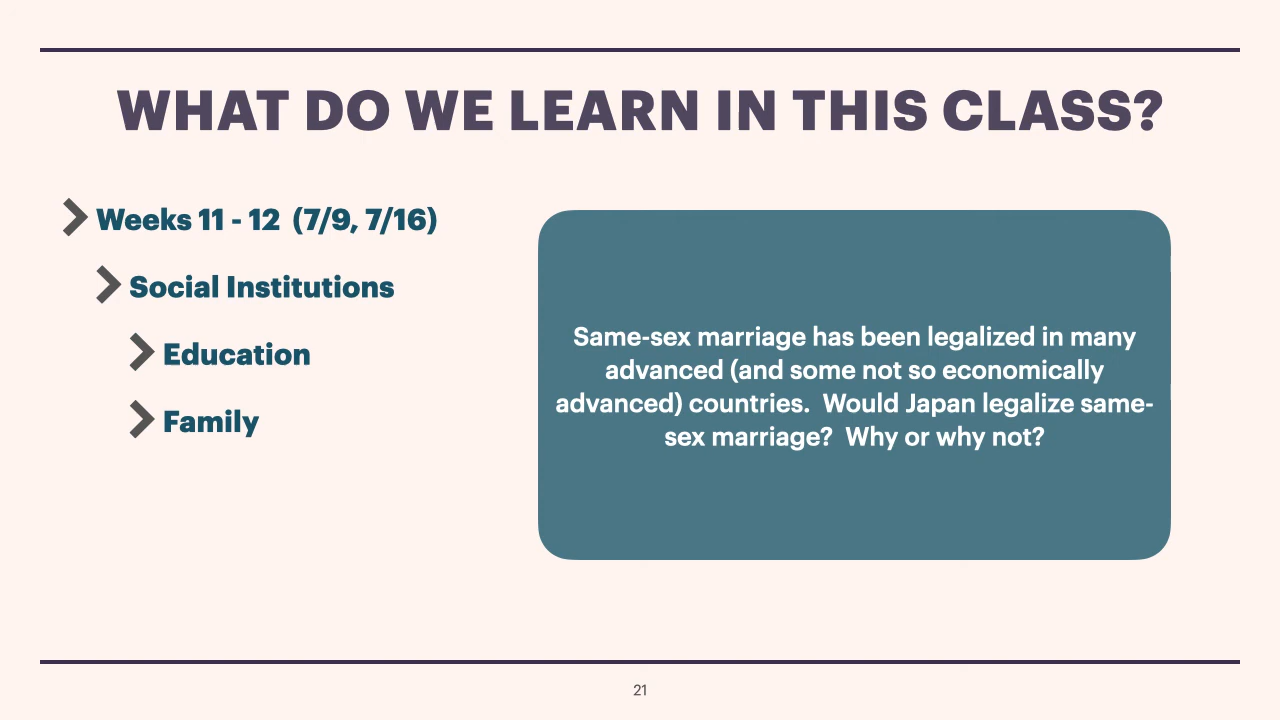 WHAT DO WE LEARN IN THIS CLASS?
Weeks 11 - 12  (7/9, 7/16)
Social Institutions
Education
Family
Same-sex marriage has been legalized in many
advanced (and some not so economically
advanced) countries.  Would Japan legalize same-
sex marriage?  Why or why not?
21